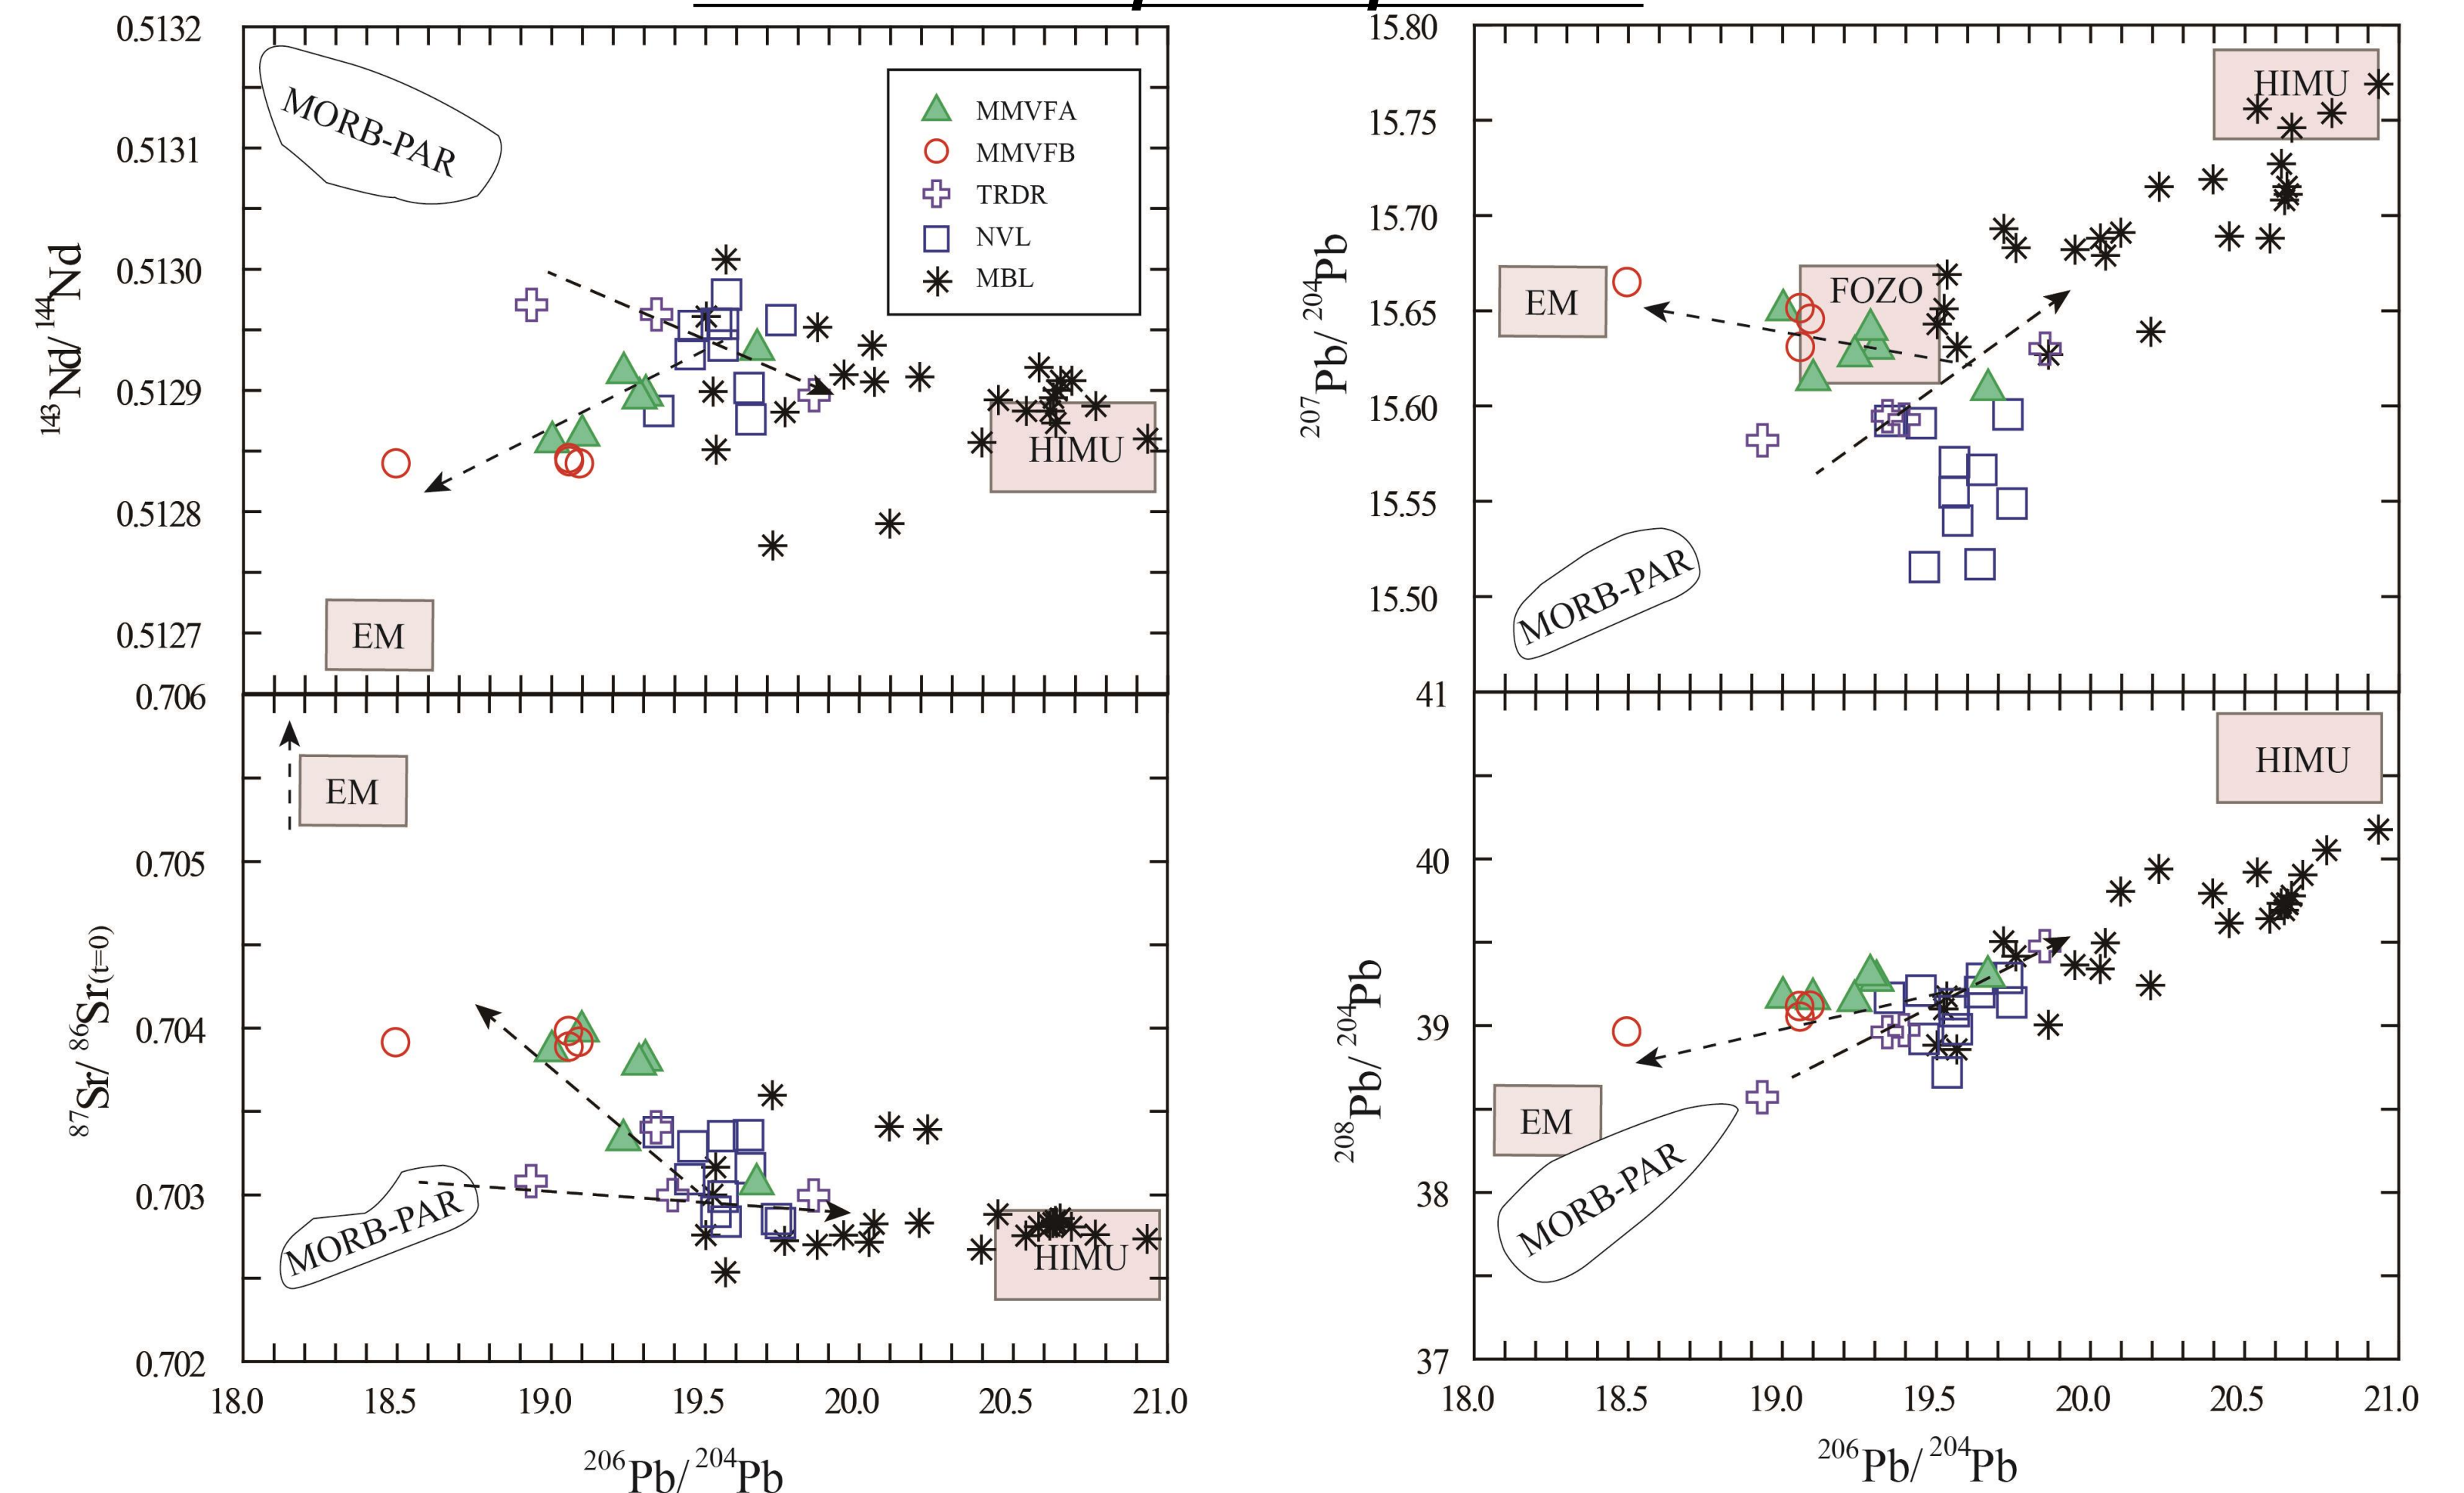 0.5132
0.5131
0.5130
0.5129
0.5128
0.5127
143Nd/ 144Nd
MORB-PAR
MMVFA
MMVFB
TRDR
NVL
MBL
HIMU
EM
15.80
15.75
15.70
15.65
15.60
15.55
15.50
207Pb/ 204Pb
HIMU
EM
FOZO
MORB-PAR
0.706
0.705
0.704
0.703
0.702
87Sr/ 86Sr(t=0)
EM
MORB-PAR
HIMU
18.0 18.5 19.0 19.5 20.0 20.5 21.0
206Pb/ 204Pb
41
40
39
38
37
208Pb/ 204Pb
HIMU
EM
MORB-PAR
18.0 18.5 19.0 19.5 20.0 20.5 21.0
206Pb/ 204Pb